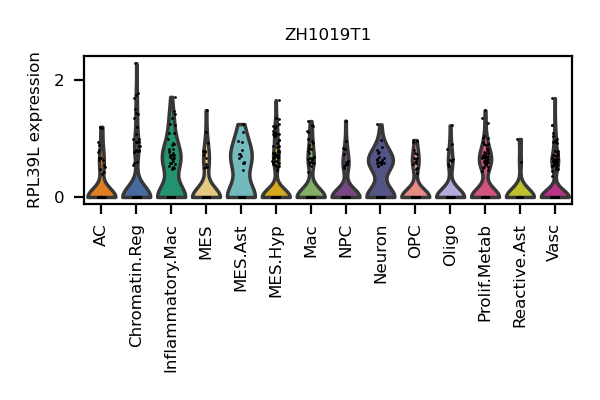 ZH1019T1
RPL39L expression
2
0
AC
Chromatin.Reg
Inflammatory.Mac
MES
MES.Ast
MES.Hyp
Mac
NPC
Neuron
OPC
Oligo
Prolif.Metab
Reactive.Ast
Vasc